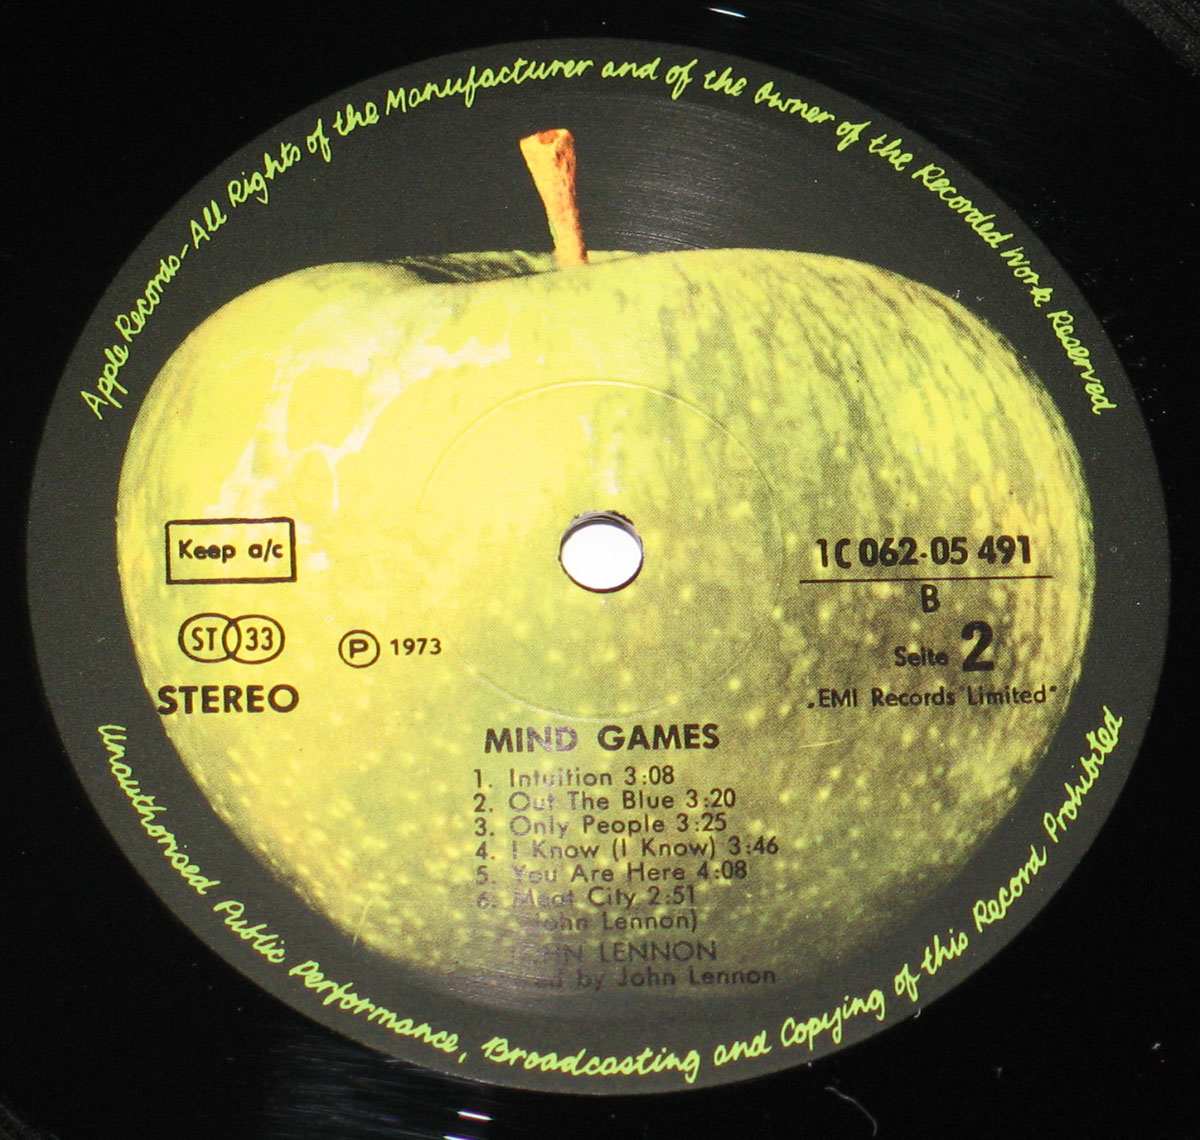 Apple Records-All Rights of the Manufacturer and of the Owner of the Recorded Work Reserved
Keep a/c
ST 33
STEREO
P 1973
1C 062-05 491
B
Seite 2
„EMI Records Limited"
MIND GAMES
1. Intuition 3:08
2. Out The Blue 3:20
3. Only People 3:25
4. I Know (I Know) 3:46
5. You Are Here 4:08
6. Meat City 2:51
(John Lennon)
JOHN LENNON
by John Lennon
Unauthorised Public Performance, Broadcasting and Copying of this Record Prohibited